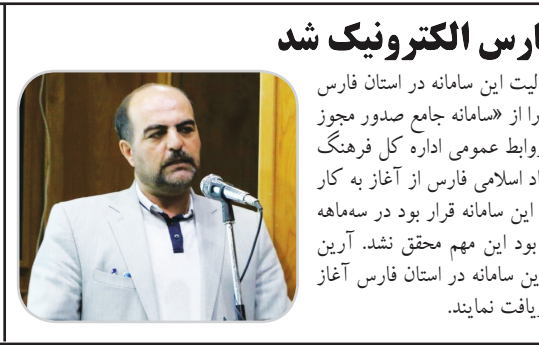 فارس الکترونیک شد
لیت این سامانه در استان فارس
را از «سامانه جامع صدور مجوز
روابط عمومی اداره کل فرهنگ
اد اسلامی فارس از آغاز به کار
این سامانه قرار بود در سه‌ماهه
بود این مهم محقق نشد. آرین
ین سامانه در استان فارس آغاز
یافت نمایند.